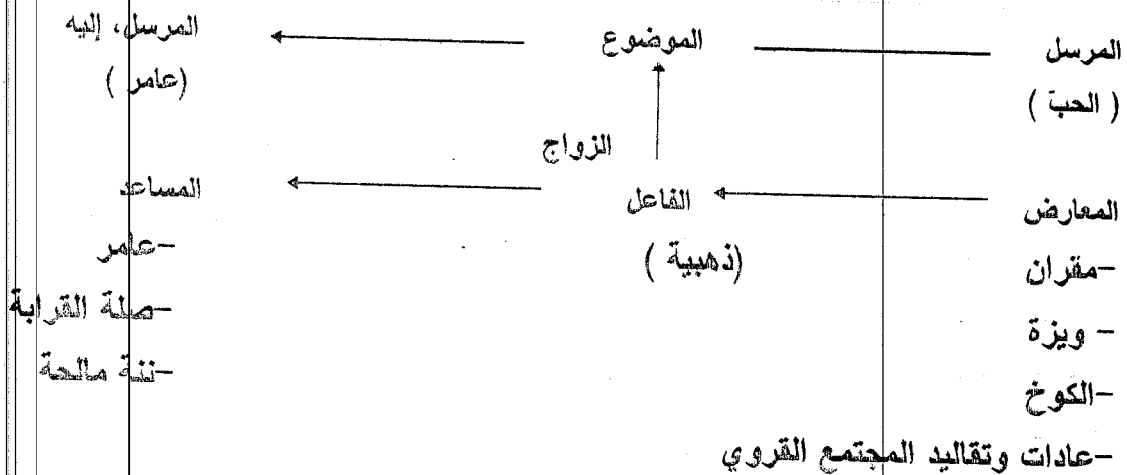 المرسل الموضوع المرسل، إليه
( الحب ) (عامر )
الزواج
المعارض الفاعل المساعد
(ذهبية )
-مقران -عامر
- ويزة -صلة القرابة
-الكوخ -ننة مالحة
-عادات وتقاليد المجتمع القروي